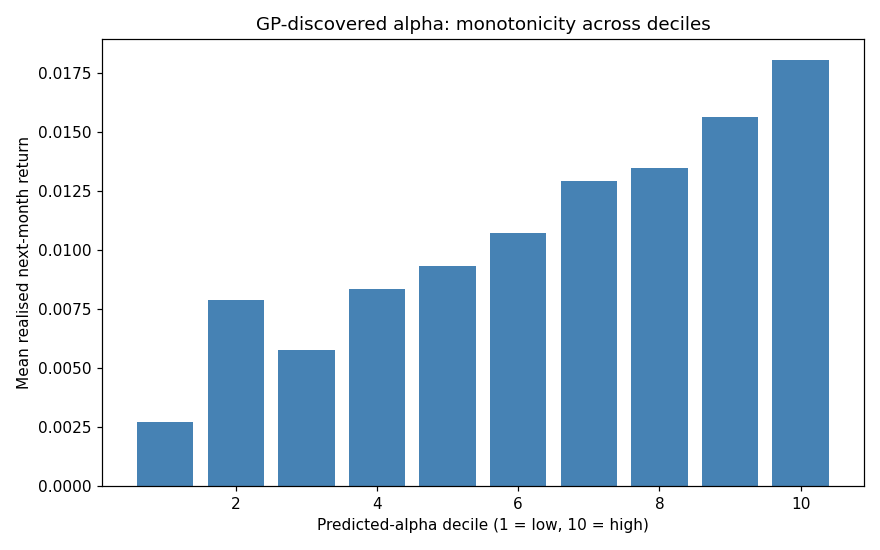 GP-discovered alpha: monotonicity across deciles
Mean realised next-month return
0.0175
0.0150
0.0125
0.0100
0.0075
0.0050
0.0025
0.0000
2 4 6 8 10
Predicted-alpha decile (1 = low, 10 = high)